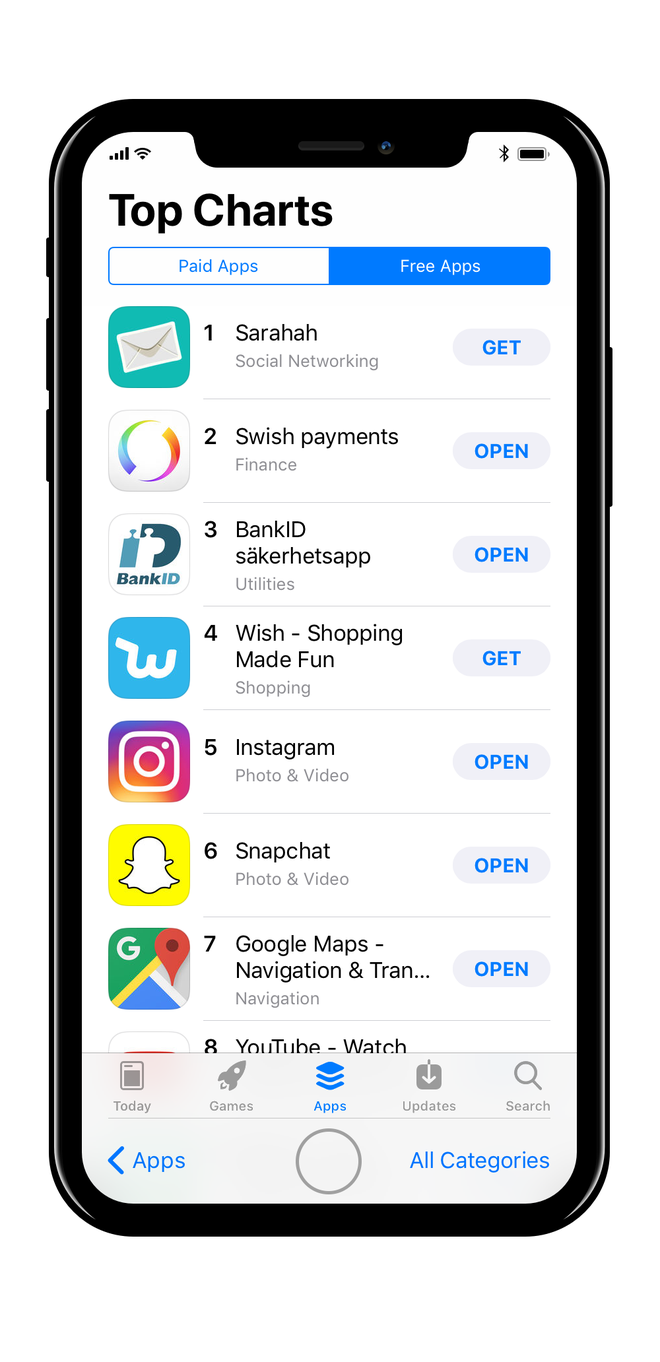 Top Charts
Paid Apps
Free Apps
1 Sarahah
Social Networking
GET
2 Swish payments
Finance
OPEN
BankID
3 BankID
säkerhetsapp
Utilities
OPEN
4 Wish - Shopping
Made Fun
Shopping
GET
5 Instagram
Photo & Video
OPEN
6 Snapchat
Photo & Video
OPEN
G
7 Google Maps -
Navigation & Tran...
Navigation
OPEN
8 YouTube - Watch
Today
Games
Apps
Updates
Search
Apps
All Categories